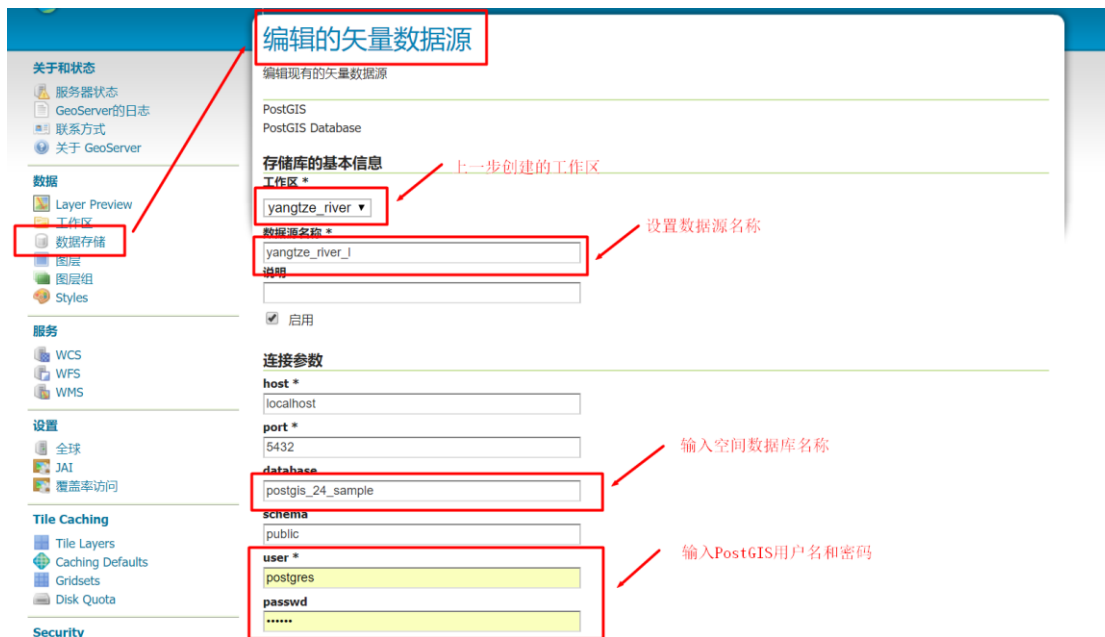 编辑的矢量数据源
编辑现有的矢量数据源
关于和状态
服务器状态
GeoServer的日志
联系方式
关于 GeoServer
数据
Layer Preview
工作区
数据存储
图层
图层组
Styles
服务
WCS
WFS
WMS
设置
全球
JAI
覆盖率访问
Tile Caching
Tile Layers
Caching Defaults
Gridsets
Disk Quota
Security
PostGIS
PostGIS Database
存储库的基本信息
上一步创建的工作区
工作区 *
yangtze_river
数据源名称 *
设置数据源名称
yangtze_river_l
说明
启用
连接参数
host *
localhost
port *
5432
输入空间数据库名称
database
postgis_24_sample
schema
public
user *
输入PostGIS用户名和密码
postgres
passwd
••••••